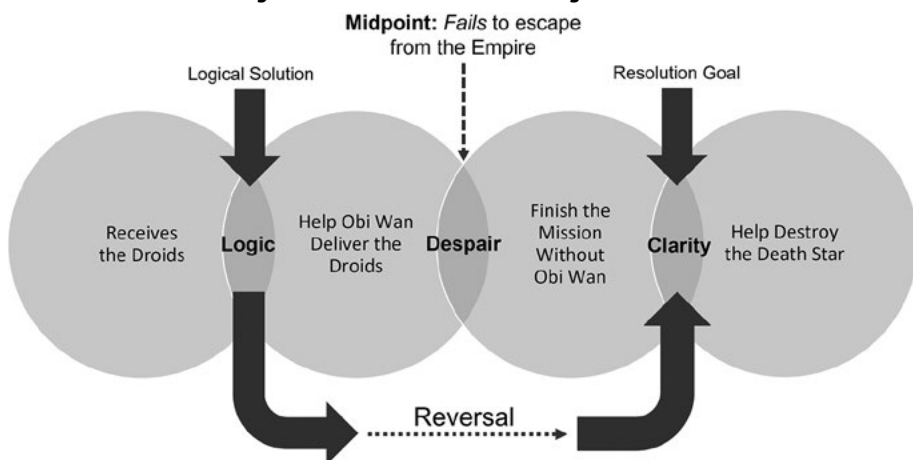 Midpoint: Fails to escape
from the Empire
Logical Solution
Resolution Goal
Receives
the Droids
Logic
Help Obi Wan
Deliver the
Droids
Despair
Finish the
Mission
Without
Obi Wan
Clarity
Help Destroy
the Death Star
Reversal